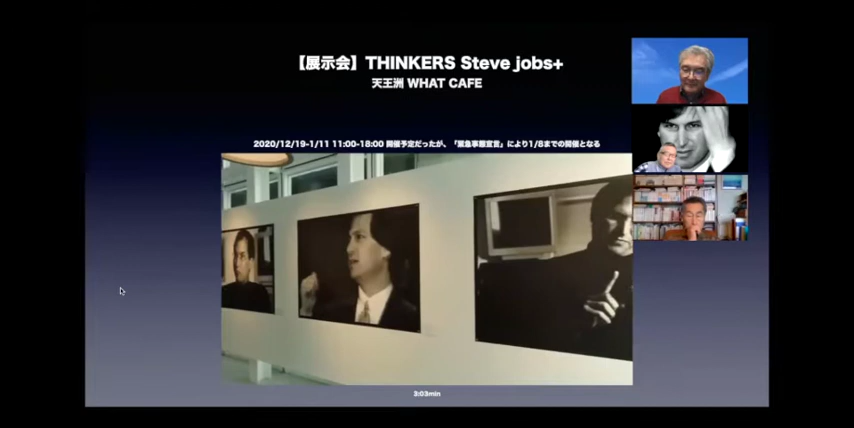 【展示会】THINKERS Steve jobs+
天王洲 WHAT CAFE
2020/12/19-1/11 11:00-18:00 開催予定だったが、「緊急事態宣言」により1/8までの開催となる
3:03min